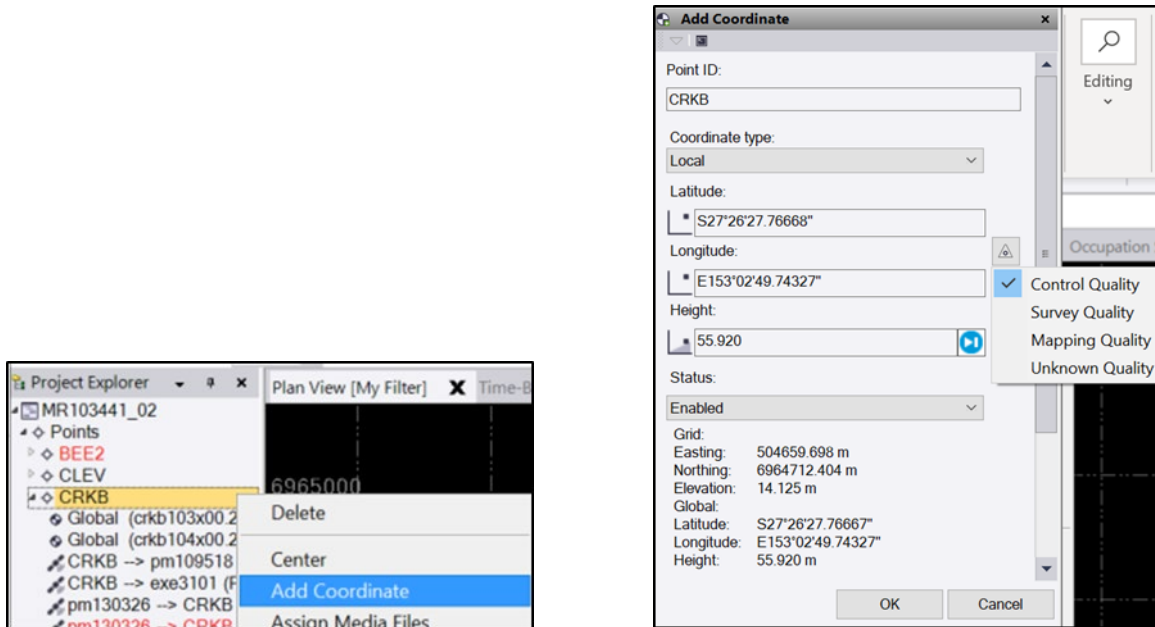 Project Explorer
MR103441_02
Points
BEE2
CLEV
CRKB
Global (crkb103x00.2
Global (crkb104x00.2
CRKB --> pm109518
CRKB --> exe3101 (F
pm130326 --> CRKB
pm130326 --> CRKB
Plan View [My Filter]
Time-B
6965000
Delete
Center
Add Coordinate
Assign Media Files
Add Coordinate
Point ID:
CRKB
Coordinate type:
Local
Latitude:
S27°26'27.76668"
Longitude:
E153°02'49.74327"
Height:
55.920
Status:
Enabled
Grid:
Easting: 504659.698 m
Northing: 6964712.404 m
Elevation: 14.125 m
Global:
Latitude: S27°26'27.76667"
Longitude: E153°02'49.74327"
Height: 55.920 m
OK Cancel
Editing
Occupation
Control Quality
Survey Quality
Mapping Quality
Unknown Quality